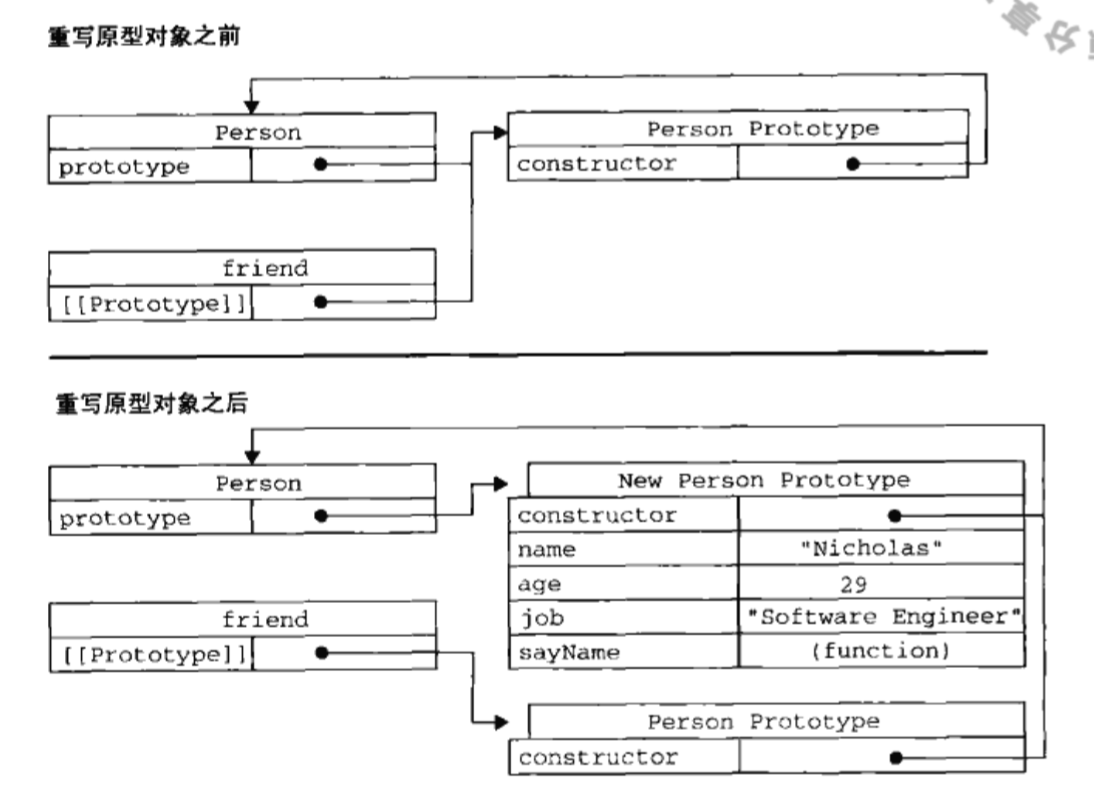 重写原型对象之前
享
分
Person
Person Prototype
prototype
constructor
friend
[[Prototype]]
重写原型对象之后
Person
New Person Prototype
prototype
constructor
name "Nicholas"
age 29
job "Software Engineer"
sayName (function)
friend
[[Prototype]]
Person Prototype
constructor